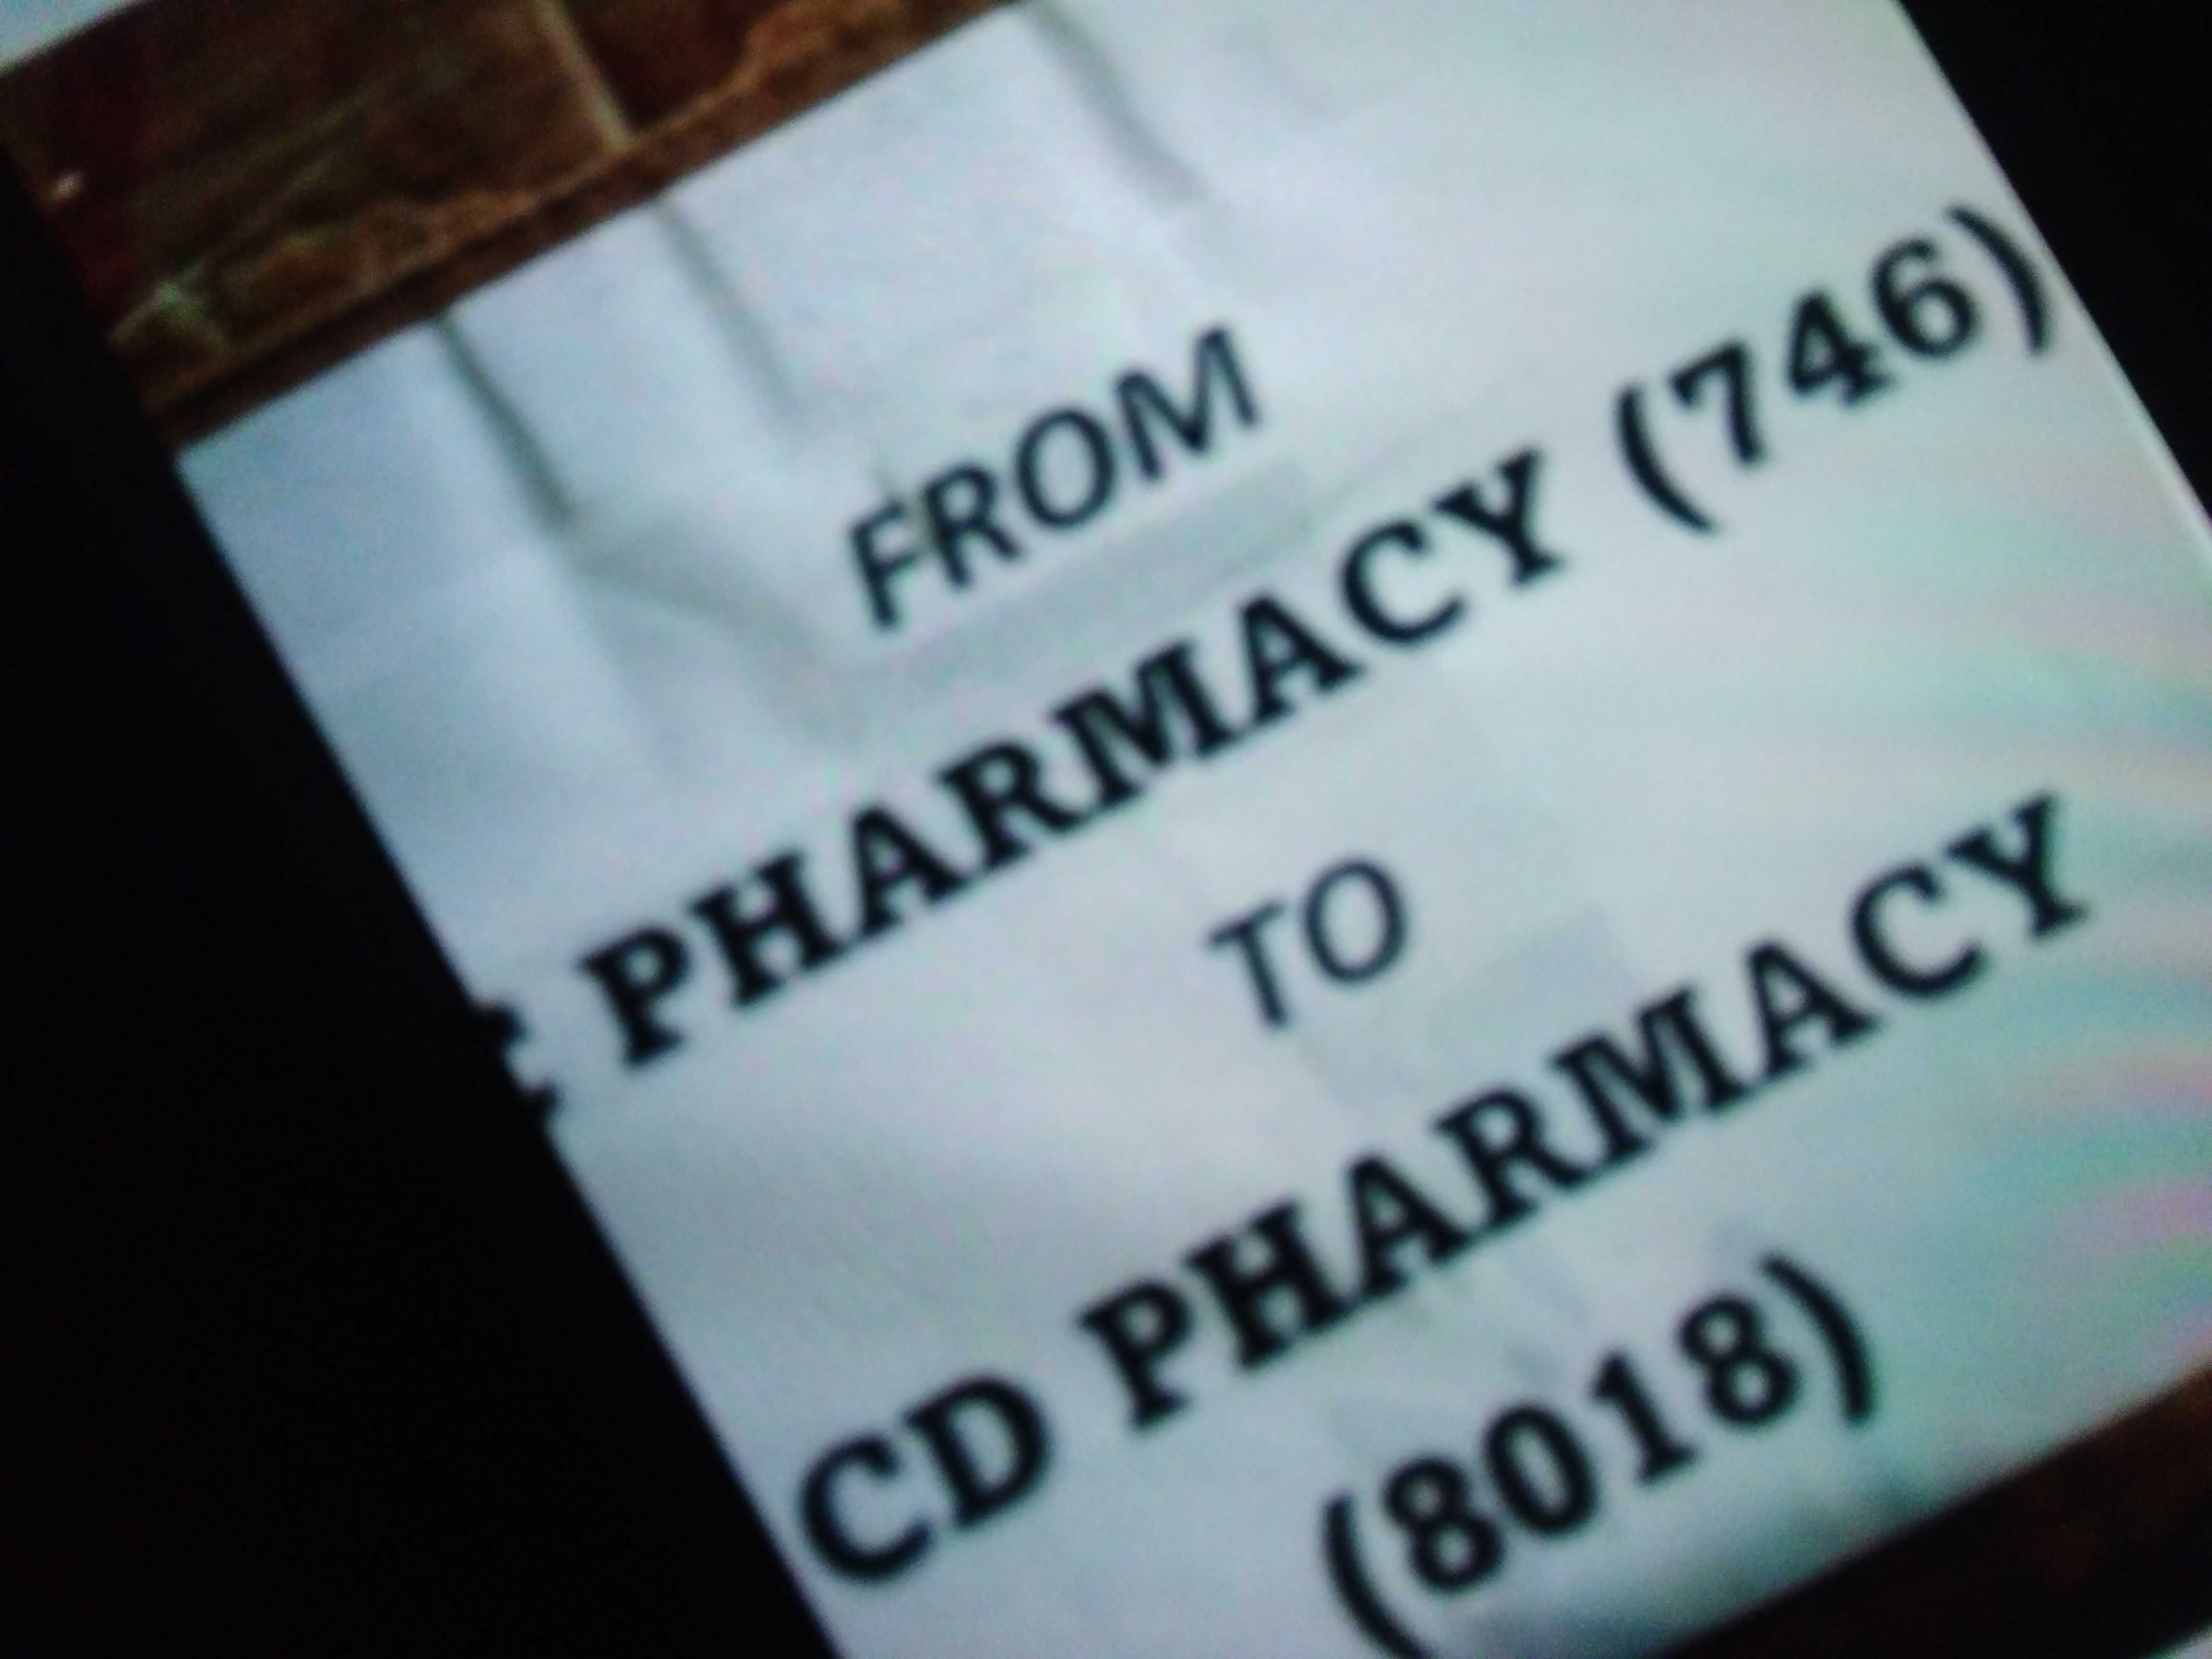 FROM
PHARMACY (746)
TO
CD PHARMACY
(8018)